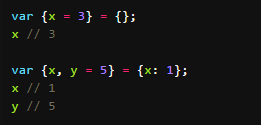 var {x = 3} = {};
x // 3
var {x, y = 5} = {x: 1};
x // 1
y // 5